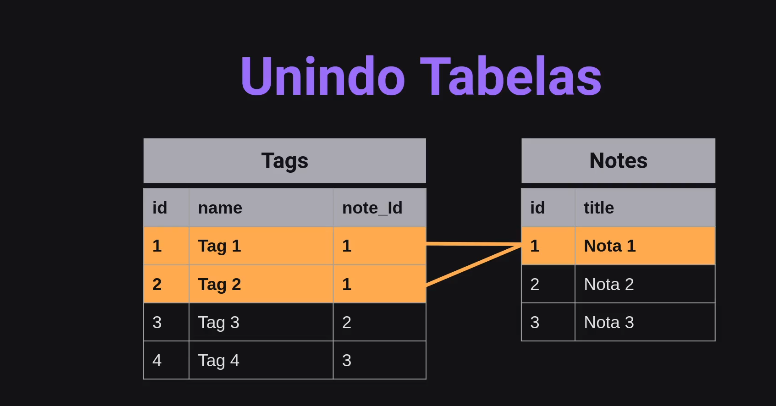 Unindo Tabelas
Tags
id name note_Id
1 Tag 1 1
2 Tag 2 1
3 Tag 3 2
4 Tag 4 3
Notes
id title
1 Nota 1
2 Nota 2
3 Nota 3